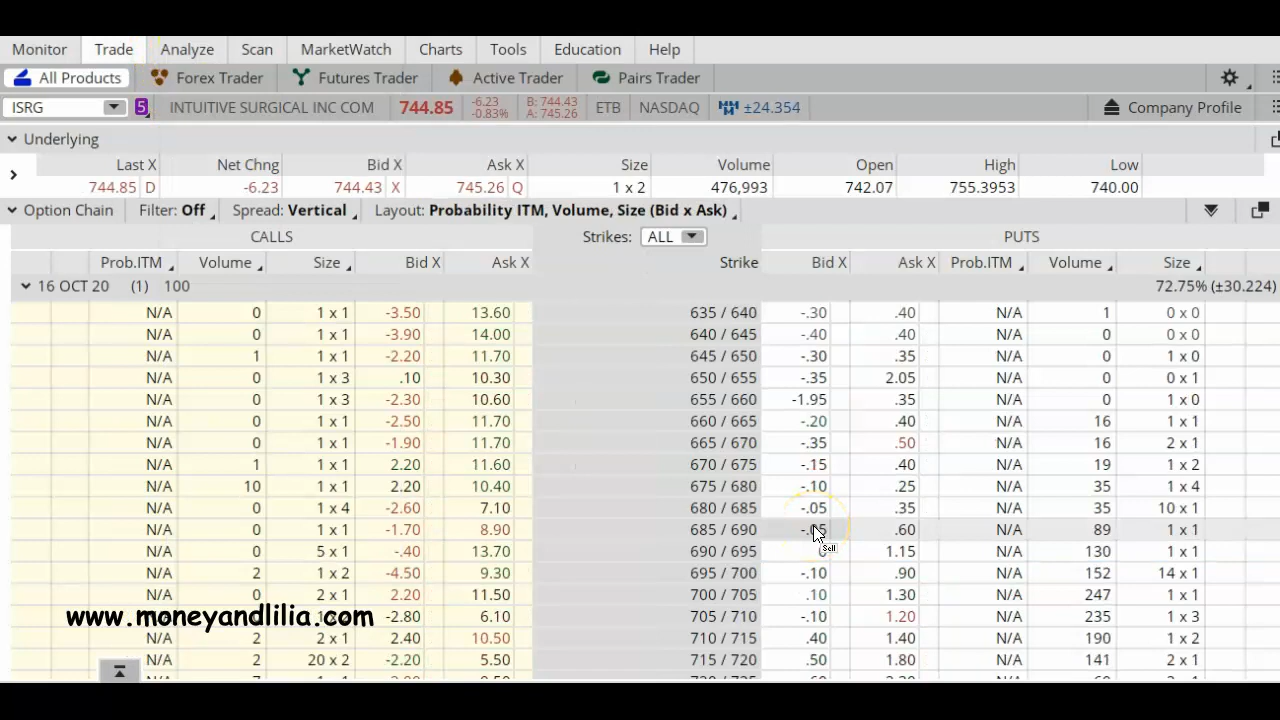 Monitor Trade Analyze Scan MarketWatch Charts Tools Education Help
All Products Forex Trader Futures Trader Active Trader Pairs Trader
ISRG 5 INTUITIVE SURGICAL INC COM 744.85 -6.23 -0.83% B: 744.43 A: 745.26 ETB NASDAQ ±24.354 Company Profile
Underlying
Last X Net Chng Bid X Ask X Size Volume Open High Low
744.85 D -6.23 744.43 X 745.26 Q 1 x 2 476,993 742.07 755.3953 740.00
Option Chain Filter: Off Spread: Vertical Layout: Probability ITM, Volume, Size (Bid x Ask)
CALLS Strikes: ALL PUTS
Prob.ITM Volume Size Bid X Ask X Strike Bid X Ask X Prob.ITM Volume Size
16 OCT 20 (1) 100 72.75% (±30.224)
N/A 0 1 x 1 -3.50 13.60 635 / 640 -.30 .40 N/A 1 0 x 0
N/A 0 1 x 1 -3.90 14.00 640 / 645 -.40 .40 N/A 0 0 x 0
N/A 1 1 x 1 -2.20 11.70 645 / 650 -.30 .35 N/A 0 1 x 0
N/A 0 1 x 3 .10 10.30 650 / 655 -.35 2.05 N/A 0 0 x 1
N/A 0 1 x 3 -2.30 10.60 655 / 660 -1.95 .35 N/A 0 1 x 0
N/A 0 1 x 1 -2.50 11.70 660 / 665 -.20 .40 N/A 16 1 x 1
N/A 0 1 x 1 -1.90 11.70 665 / 670 -.35 .50 N/A 16 2 x 1
N/A 1 1 x 1 2.20 11.60 670 / 675 -.15 .40 N/A 19 1 x 2
N/A 10 1 x 1 2.20 10.40 675 / 680 -.10 .25 N/A 35 1 x 4
N/A 0 1 x 4 -2.60 7.10 680 / 685 -.05 .35 N/A 35 10 x 1
N/A 0 1 x 1 -1.70 8.90 685 / 690 .60 N/A 89 1 x 1
Sell
N/A 0 5 x 1 -.40 13.70 690 / 695 1.15 N/A 130 1 x 1
N/A 2 1 x 2 -4.50 9.30 695 / 700 -.10 .90 N/A 152 14 x 1
N/A 0 2 x 1 2.20 11.50 700 / 705 .10 1.30 N/A 247 1 x 1
www.moneyandlilia.com -2.80 6.10 705 / 710 -.10 1.20 N/A 235 1 x 3
N/A 2 2 x 1 2.40 10.50 710 / 715 .40 1.40 N/A 190 1 x 2
N/A 2 20 x 2 -2.20 5.50 715 / 720 .50 1.80 N/A 141 2 x 1